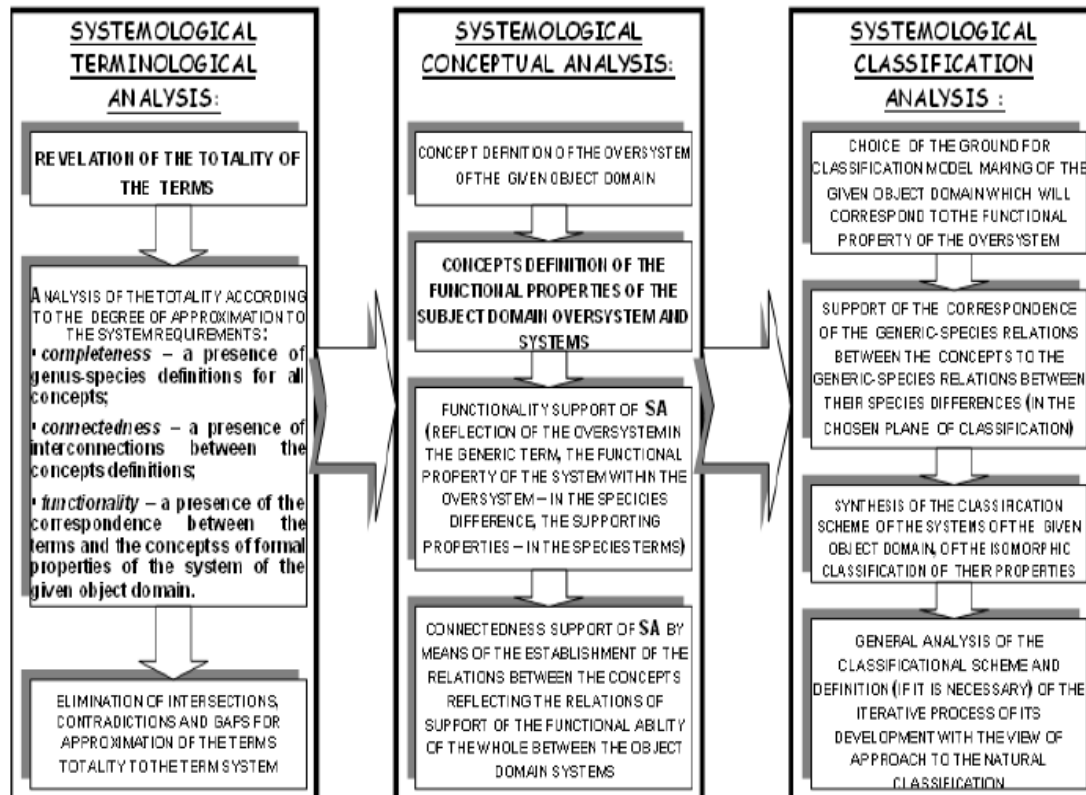 SYSTEMOLOGICAL
TERMINOLOGICAL
ANALYSIS:
REVELATION OF THE TOTALITY OF
THE TERMS
ANALYSIS OF THE TOTALITY ACCORDING
TO THE DEGREE OF APPROXIMATION TO
THE SYSTEM REQUIREMENTS:
• completeness – a presence of
genus-species definitions for all
concepts;
• connectedness – a presence of
interconnections between the
concepts definitions;
• functionality – a presence of the
correspondence between the
terms and the conceptss of formal
properties of the system of the
given object domain.
ELIMINATION OF INTERSECTIONS,
CONTRADICTIONS AND GAPS FOR
APPROXIMATION OF THE TERMS
TOTALITY TO THE TERM SYSTEM
SYSTEMOLOGICAL
CONCEPTUAL ANALYSIS:
CONCEPT DEFINITION OF THE OVERSYSTEM
OF THE GIVEN OBJECT DOMAIN
CONCEPTS DEFINITION OF THE
FUNCTIONAL PROPERTIES OF THE
SUBJECT DOMAIN OVERSYSTEM AND
SYSTEMS
FUNCTIONALITY SUPPORT OF SA
(REFLECTION OF THE OVERSYSTEM IN
THE GENERIC TERM, THE FUNCTIONAL
PROPERTY OF THE SYSTEM WITHIN THE
OVERSYSTEM – IN THE SPECICIES
DIFFERENCE, THE SUPPORTING
PROPERTIES – IN THE SPECIES TERMS)
CONNECTEDNESS SUPPORT OF SA BY
MEANS OF THE ESTABLISHMENT OF THE
RELATIONS BETWEEN THE CONCEPTS
REFLECTING THE RELATIONS OF
SUPPORT OF THE FUNCTIONAL ABILITY
OF THE WHOLE BETWEEN THE OBJECT
DOMAIN SYSTEMS
SYSTEMOLOGICAL
CLASSIFICATION
ANALYSIS :
CHOICE OF THE GROUND FOR
CLASSIFICATION MODEL MAKING OF THE
GIVEN OBJECT DOMAIN WHICH WILL
CORRESPOND TO THE FUNCTIONAL
PROPERTY OF THE OVERSYSTEM
SUPPORT OF THE CORRESPONDENCE
OF THE GENERIC-SPECIES RELATIONS
BETWEEN THE CONCEPTS TO THE
GENERIC-SPECIES RELATIONS BETWEEN
THEIR SPECIES DIFFERENCES (IN THE
CHOSEN PLANE OF CLASSIFICATION)
SYNTHESIS OF THE CLASSIFICATION
SCHEME OF THE SYSTEMS OF THE GIVEN
OBJECT DOMAIN, OF THE ISOMORPHIC
CLASSIFICATION OF THEIR PROPERTIES
GENERAL ANALYSIS OF THE
CLASSIFICATIONAL SCHEME AND
DEFINITION (IF IT IS NECESSARY) OF THE
ITERATIVE PROCESS OF ITS
DEVELOPMENT WITH THE VIEW OF
APPROACH TO THE NATURAL
CLASSIFICATION